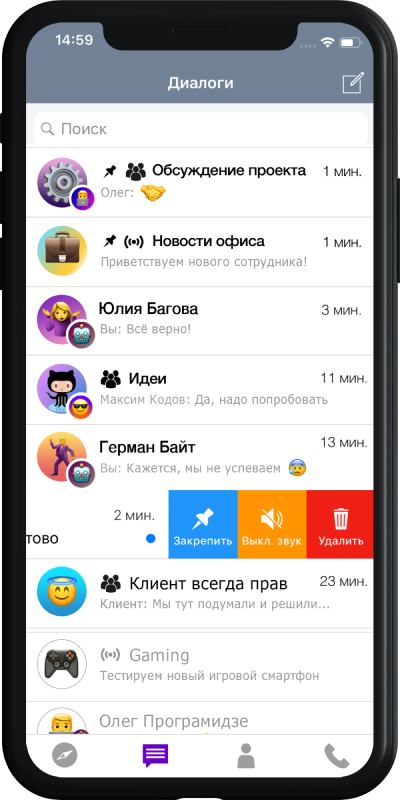 14:59
Диалоги
Поиск
Обсуждение проекта 1 мин.
Олег:
Новости офиса 1 мин.
Приветствуем нового сотрудника!
Юлия Багова 3 мин.
Вы: Всё верно!
Идеи 11 мин.
Максим Кодов: Да, надо попробовать
Герман Байт 13 мин.
Вы: Кажется, мы не успеваем
2 мин.
тово
Закрепить Выкл. звук Удалить
Клиент всегда прав 23 мин.
Клиент: Мы тут подумали и решили...
Gaming
Тестируем новый игровой смартфон
Олег Програмидзе